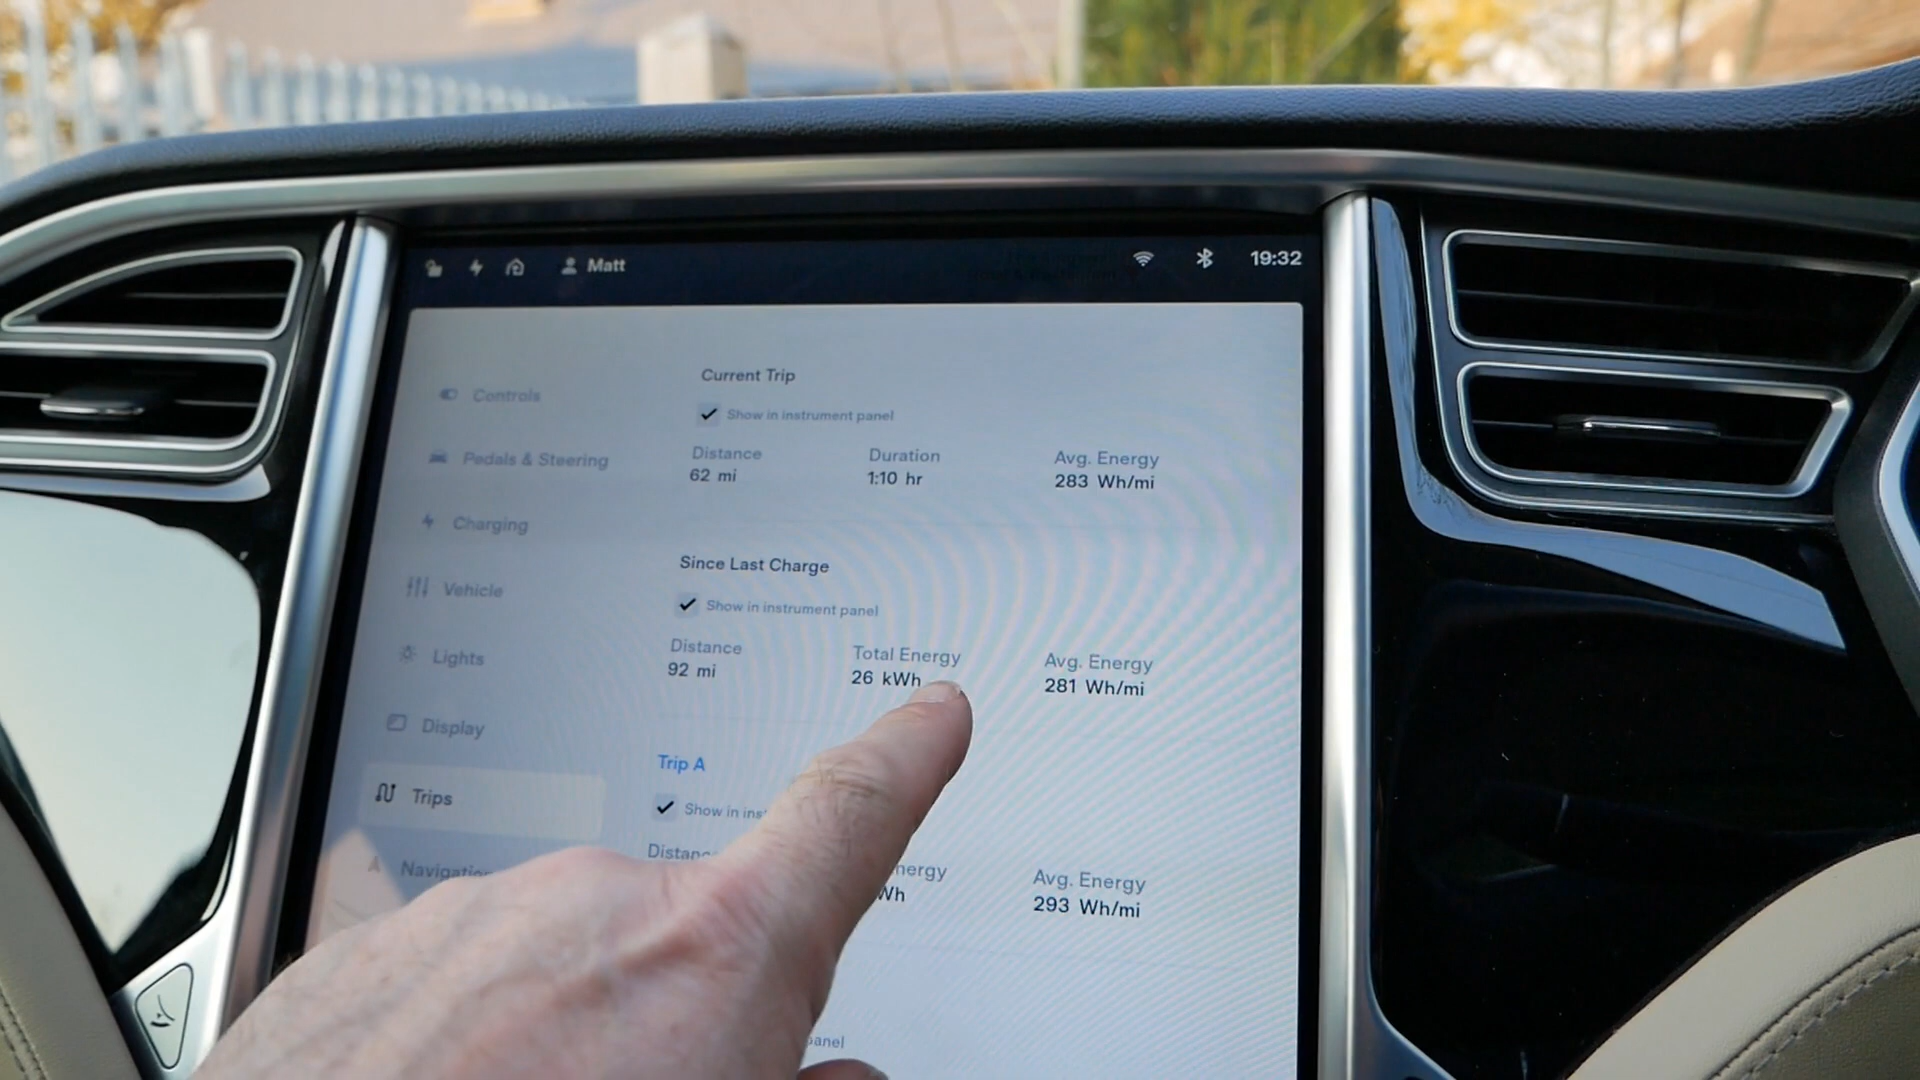 Matt
19:32
Controls
Pedals & Steering
Charging
Vehicle
Lights
Display
Trips
Current Trip
Show in instrument panel
Distance Duration Avg. Energy
62 mi 1:10 hr 283 Wh/mi
Since Last Charge
Show in instrument panel
Distance Total Energy Avg. Energy
92 mi 26 kWh 281 Wh/mi
Trip A
Show in
Avg. Energy
293 Wh/mi